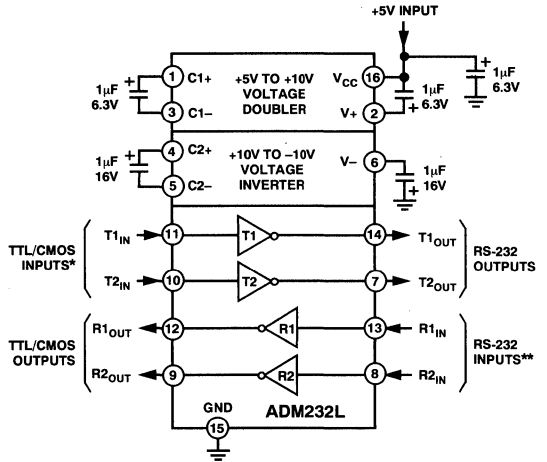 +5V INPUT
1µF
6.3V
+
1
C1+
3
C1–
+5V TO +10V
VOLTAGE
DOUBLER
VCC
16
V+
2
+
1µF
6.3V
+
1µF
6.3V
1µF
16V
+
4
C2+
5
C2–
+10V TO –10V
VOLTAGE
INVERTER
V–
6
+
1µF
16V
TTL/CMOS
INPUTS*
T1IN
11
T1
14
T1OUT
T2IN
10
T2
7
T2OUT
RS-232
OUTPUTS
TTL/CMOS
OUTPUTS
R1OUT
12
R1
13
R1IN
R2OUT
9
R2
8
R2IN
RS-232
INPUTS**
GND
15
ADM232L